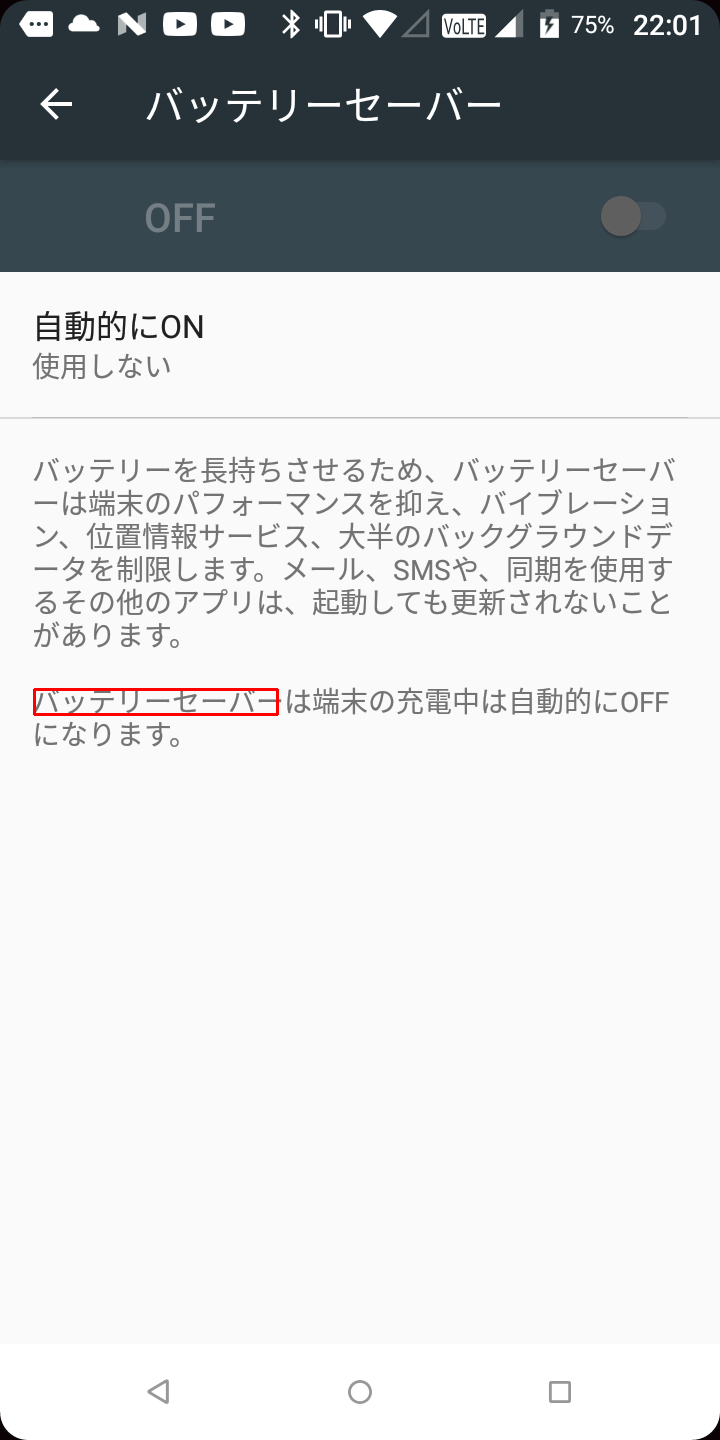 VoLTE 75% 22:01
バッテリーセーバー
OFF
自動的にON
使用しない
バッテリーを長持ちさせるため、バッテリーセーバ
ーは端末のパフォーマンスを抑え、バイブレーショ
ン、位置情報サービス、大半のバックグラウンドデ
ータを制限します。メール、SMSや、同期を使用す
るその他のアプリは、起動しても更新されないこと
があります。
バッテリーセーバーは端末の充電中は自動的にOFF
になります。